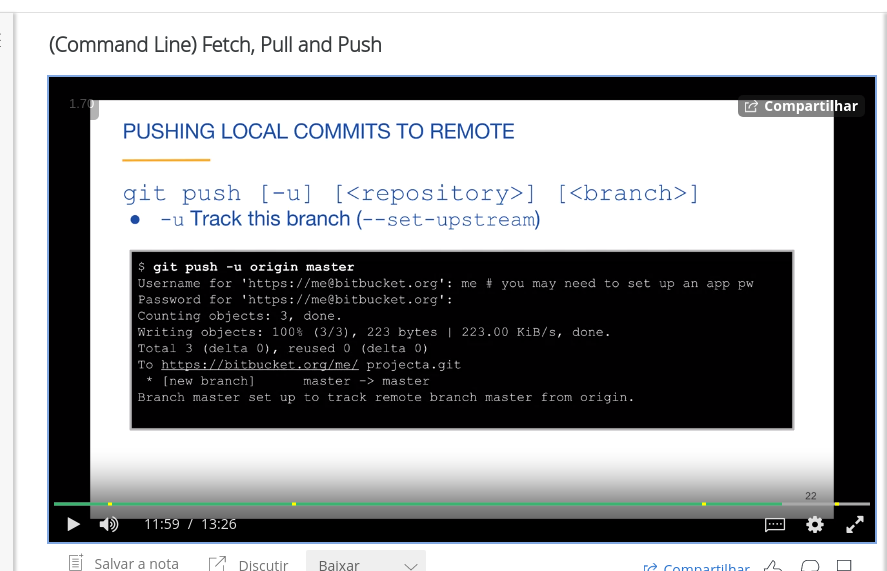 (Command Line) Fetch, Pull and Push
1.70
Compartilhar
PUSHING LOCAL COMMITS TO REMOTE
git push [-u] [<repository>] [<branch>]
● -u Track this branch (--set-upstream)
$ git push -u origin master
Username for 'https://me@bitbucket.org': me # you may need to set up an app pw
Password for 'https://me@bitbucket.org':
Counting objects: 3, done.
Writing objects: 100% (3/3), 223 bytes | 223.00 KiB/s, done.
Total 3 (delta 0), reused 0 (delta 0)
To https://bitbucket.org/me/ projecta.git
* [new branch] master -> master
Branch master set up to track remote branch master from origin.
22
11:59 / 13:26
Salvar a nota Discutir Baixar Compartilhar